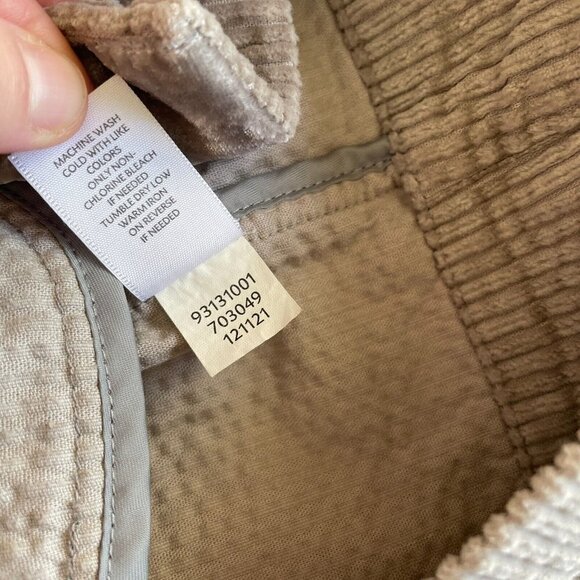 MACHINE WASH
COLD WITH LIKE
COLORS
ONLY NON-
CHLORINE BLEACH
IF NEEDED
TUMBLE DRY LOW
WARM IRON
ON REVERSE
IF NEEDED
93131001
703049
121121